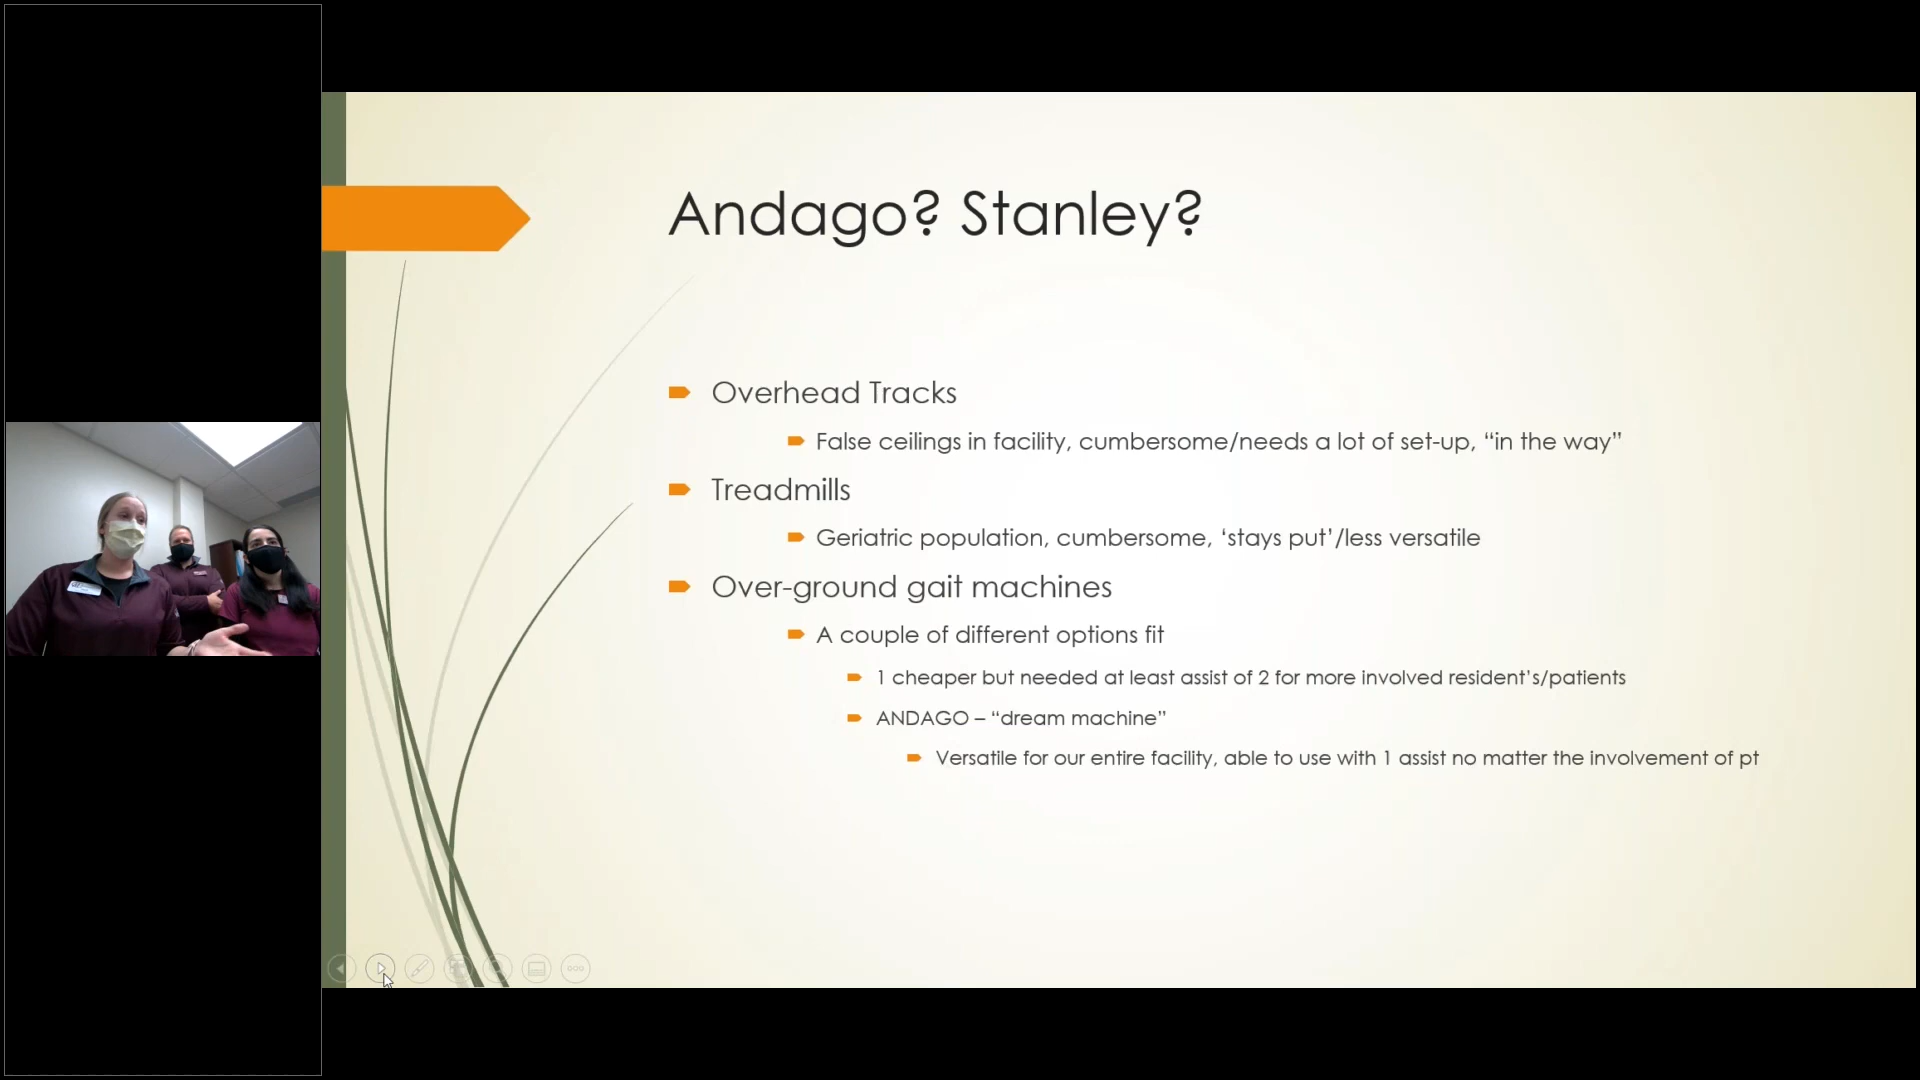 Andago? Stanley?
Overhead Tracks
False ceilings in facility, cumbersome/needs a lot of set-up, “in the way”
Treadmills
Geriatric population, cumbersome, ‘stays put’/less versatile
Over-ground gait machines
A couple of different options fit
1 cheaper but needed at least assist of 2 for more involved resident’s/patients
ANDAGO – “dream machine”
Versatile for our entire facility, able to use with 1 assist no matter the involvement of pt